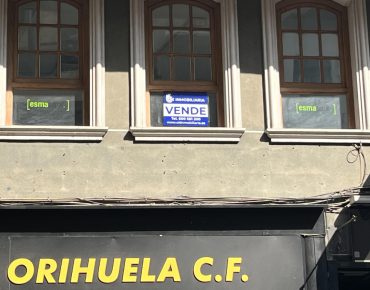 [esma ]
INMOBILIARIA
VENDE
[esma ]
ORIHUELA C.F.